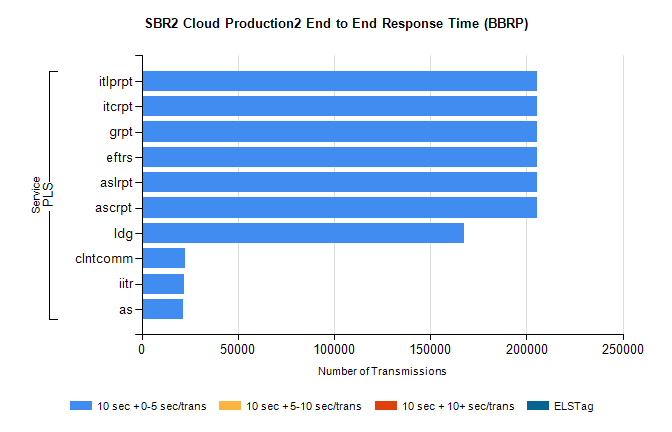 SBR2 Cloud Production2 End to End Response Time (BBRP)
itlprpt
itcrpt
grpt
eftrs
aslrpt
ascrpt
ldg
clntcomm
iitr
as
Service
PLS
0 50000 100000 150000 200000 250000
Number of Transmissions
10 sec +0-5 sec/trans 10 sec +5-10 sec/trans 10 sec + 10+ sec/trans ELSTag